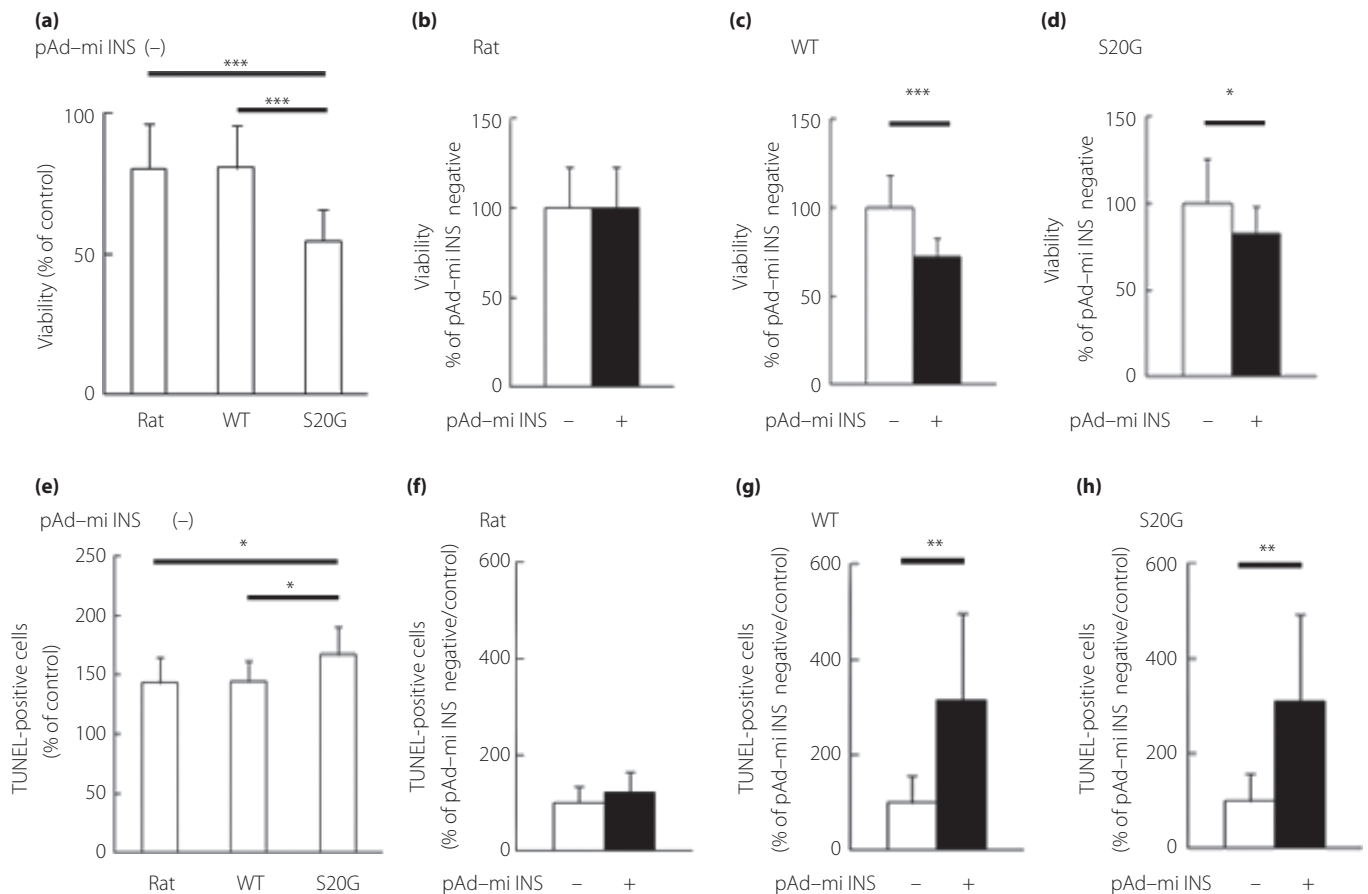 (a)
pAd–mi INS (–)
***
***
100
50
0
Viability (% of control)
Rat WT S20G
(b)
Rat
150
100
50
0
Viability
% of pAd–mi INS negative
pAd–mi INS – +
(c)
WT
***
150
100
50
0
Viability
% of pAd–mi INS negative
pAd–mi INS – +
(d)
S20G
*
150
100
50
0
Viability
% of pAd–mi INS negative
pAd–mi INS – +
(e)
pAd–mi INS (–)
*
*
250
200
150
100
50
0
TUNEL-positive cells
(% of control)
Rat WT S20G
(f)
Rat
600
400
200
0
TUNEL-positive cells
(% of pAd–mi INS negative/control)
pAd–mi INS – +
(g)
WT
**
600
400
200
0
TUNEL-positive cells
(% of pAd–mi INS negative/control)
pAd–mi INS – +
(h)
S20G
**
600
400
200
0
TUNEL-positive cells
(% of pAd–mi INS negative/control)
pAd–mi INS – +